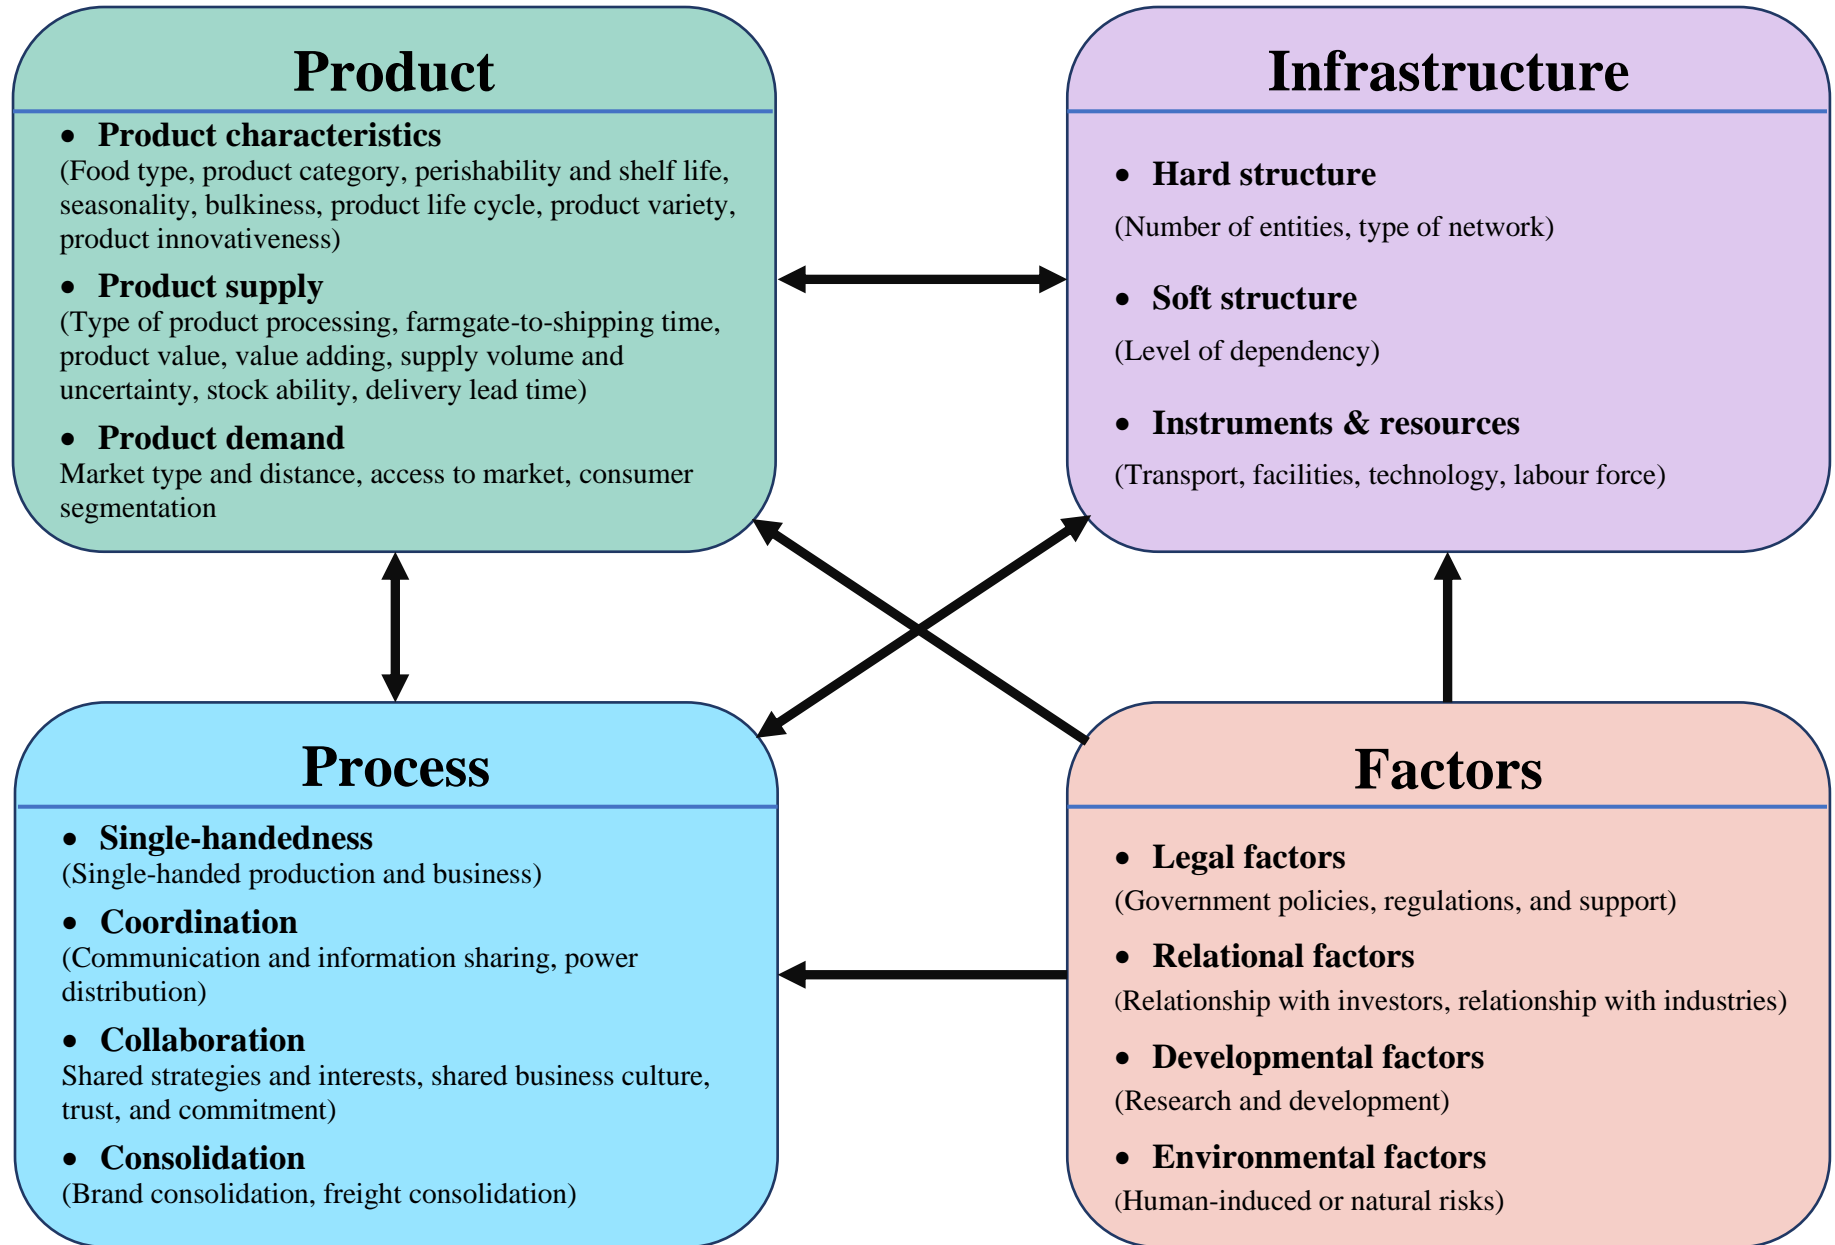 Product
• Product characteristics
(Food type, product category, perishability and shelf life,
seasonality, bulkiness, product life cycle, product variety,
product innovativeness)
• Product supply
(Type of product processing, farmgate-to-shipping time,
product value, value adding, supply volume and
uncertainty, stock ability, delivery lead time)
• Product demand
Market type and distance, access to market, consumer
segmentation
Infrastructure
• Hard structure
(Number of entities, type of network)
• Soft structure
(Level of dependency)
• Instruments & resources
(Transport, facilities, technology, labour force)
Process
• Single-handedness
(Single-handed production and business)
• Coordination
(Communication and information sharing, power
distribution)
• Collaboration
Shared strategies and interests, shared business culture,
trust, and commitment)
• Consolidation
(Brand consolidation, freight consolidation)
Factors
• Legal factors
(Government policies, regulations, and support)
• Relational factors
(Relationship with investors, relationship with industries)
• Developmental factors
(Research and development)
• Environmental factors
(Human-induced or natural risks)